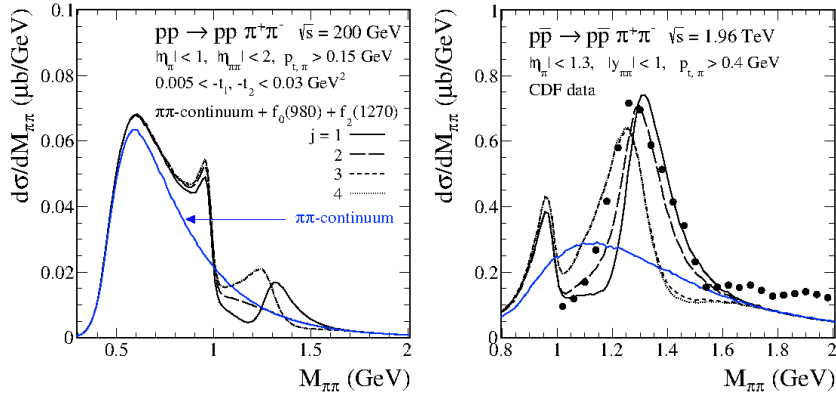 pp → pp π⁺π⁻ √s = 200 GeV
|η_π| < 1, |η_ππ| < 2, p_t, π > 0.15 GeV
0.005 < -t₁, -t₂ < 0.03 GeV²
ππ-continuum + f₀(980) + f₂(1270)
j = 1
2
3
4
ππ-continuum
dσ/dM_ππ (μb/GeV)
0.1
0.08
0.06
0.04
0.02
0
0.5
1
1.5
2
M_ππ (GeV)
pp̅ → pp̅ π⁺π⁻ √s = 1.96 TeV
|η_π| < 1.3, |y_ππ| < 1, p_t, π > 0.4 GeV
CDF data
dσ/dM_ππ (μb/GeV)
1
0.8
0.6
0.4
0.2
0
0.8
1
1.2
1.4
1.6
1.8
2
M_ππ (GeV)